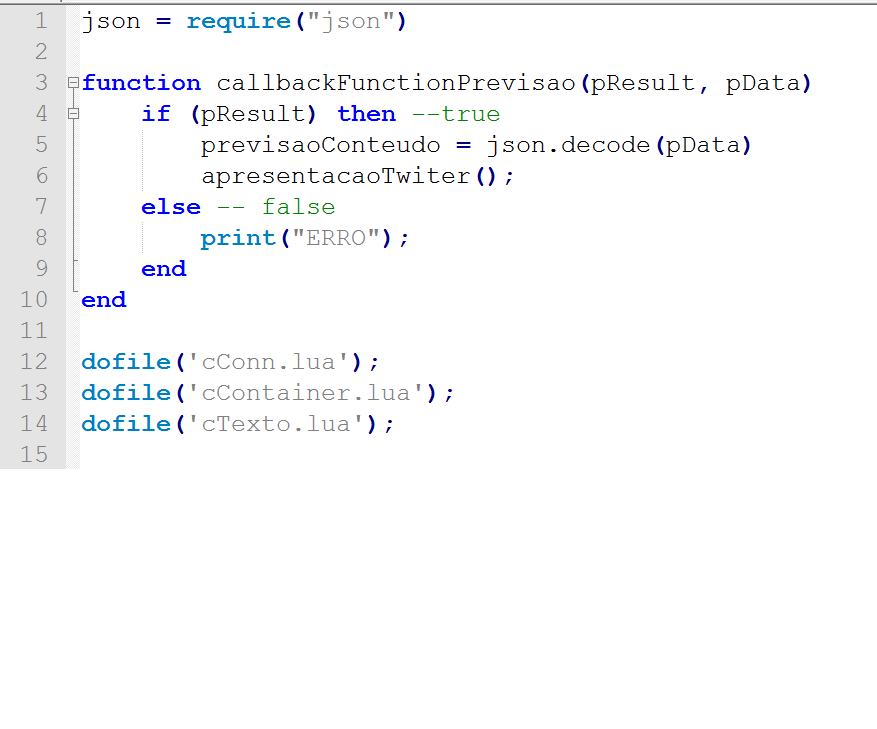 1 json = require("json")
2
3 function callbackFunctionPrevisao(pResult, pData)
4 if (pResult) then --true
5 previsaoConteudo = json.decode(pData)
6 apresentacaoTwiter();
7 else -- false
8 print("ERRO");
9 end
10 end
11
12 dofile('cConn.lua');
13 dofile('cContainer.lua');
14 dofile('cTexto.lua');
15